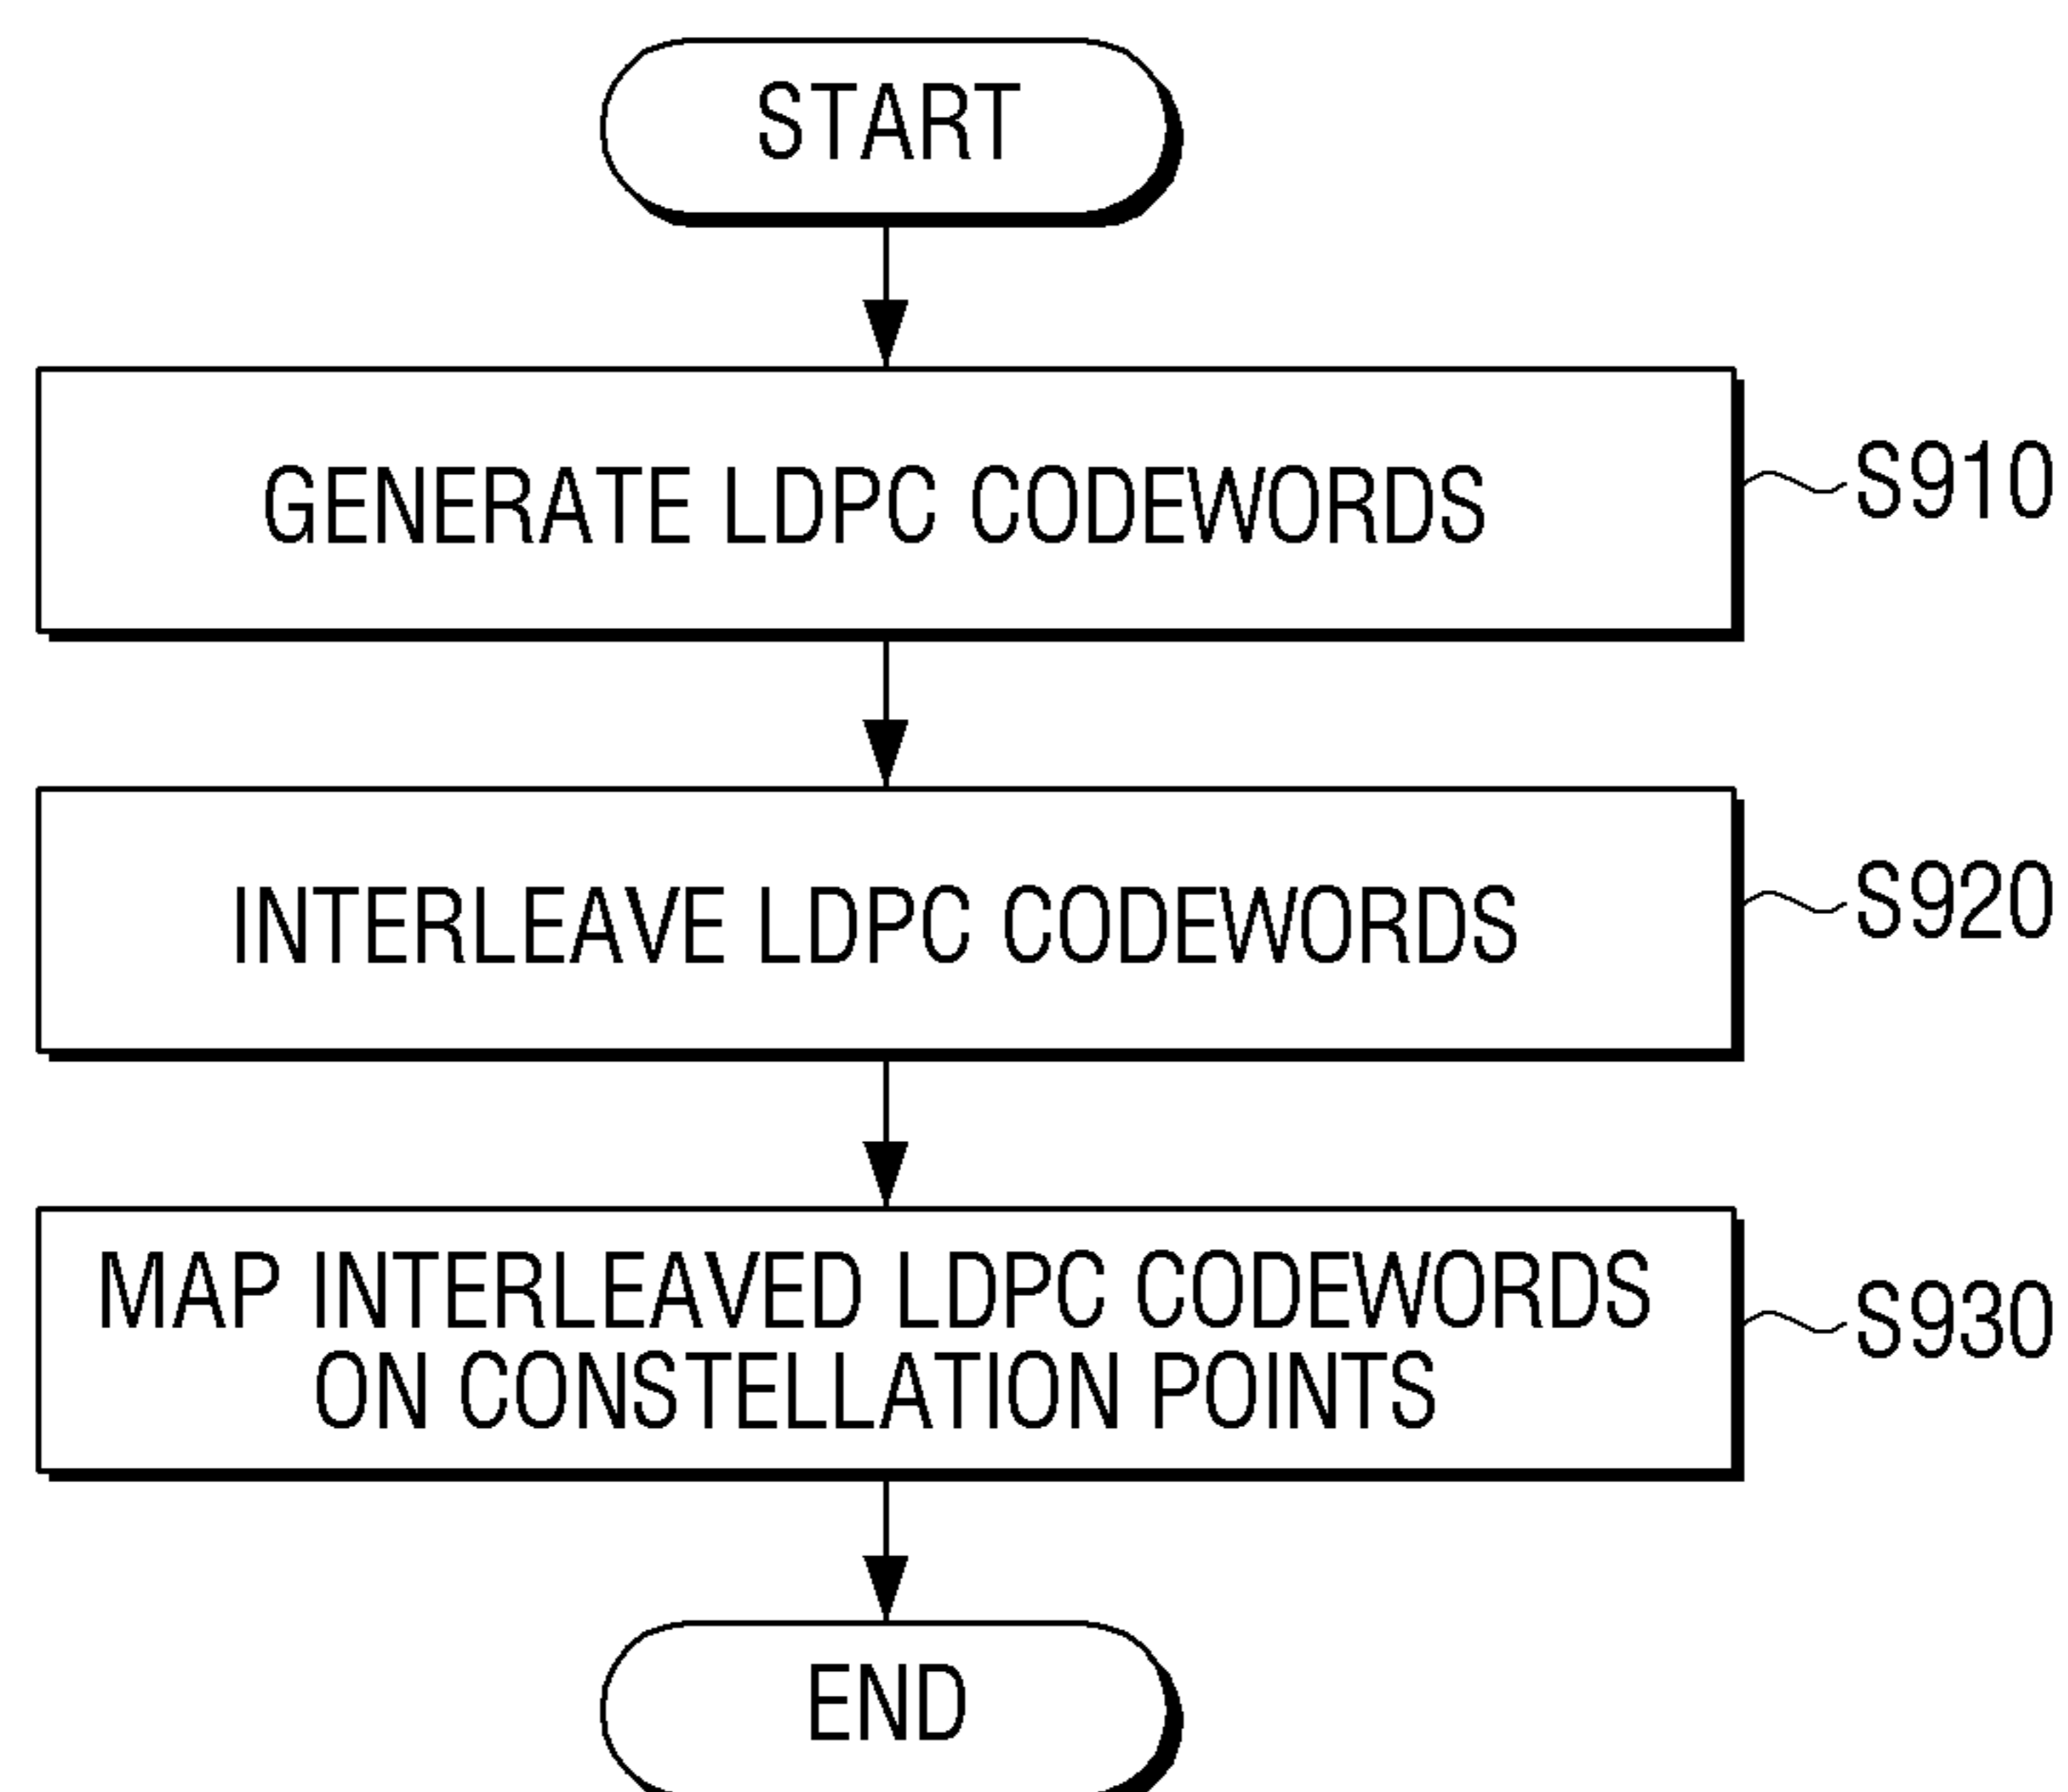 START
GENERATE LDPC CODEWORDS
S910
INTERLEAVE LDPC CODEWORDS
S920
MAP INTERLEAVED LDPC CODEWORDS
ON CONSTELLATION POINTS
S930
END